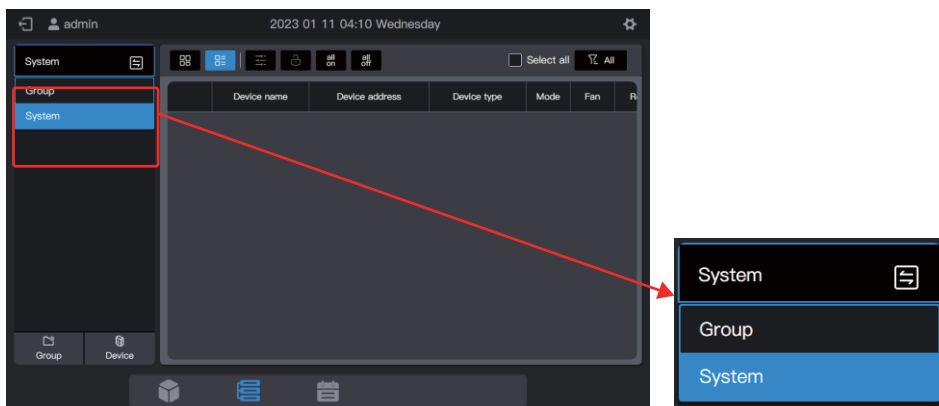 admin
2023 01 11 04:10 Wednesday
System
all on
all off
Select all
All
Group
System
Device name
Device address
Device type
Mode
Fan
Group
Device
System
Group
System